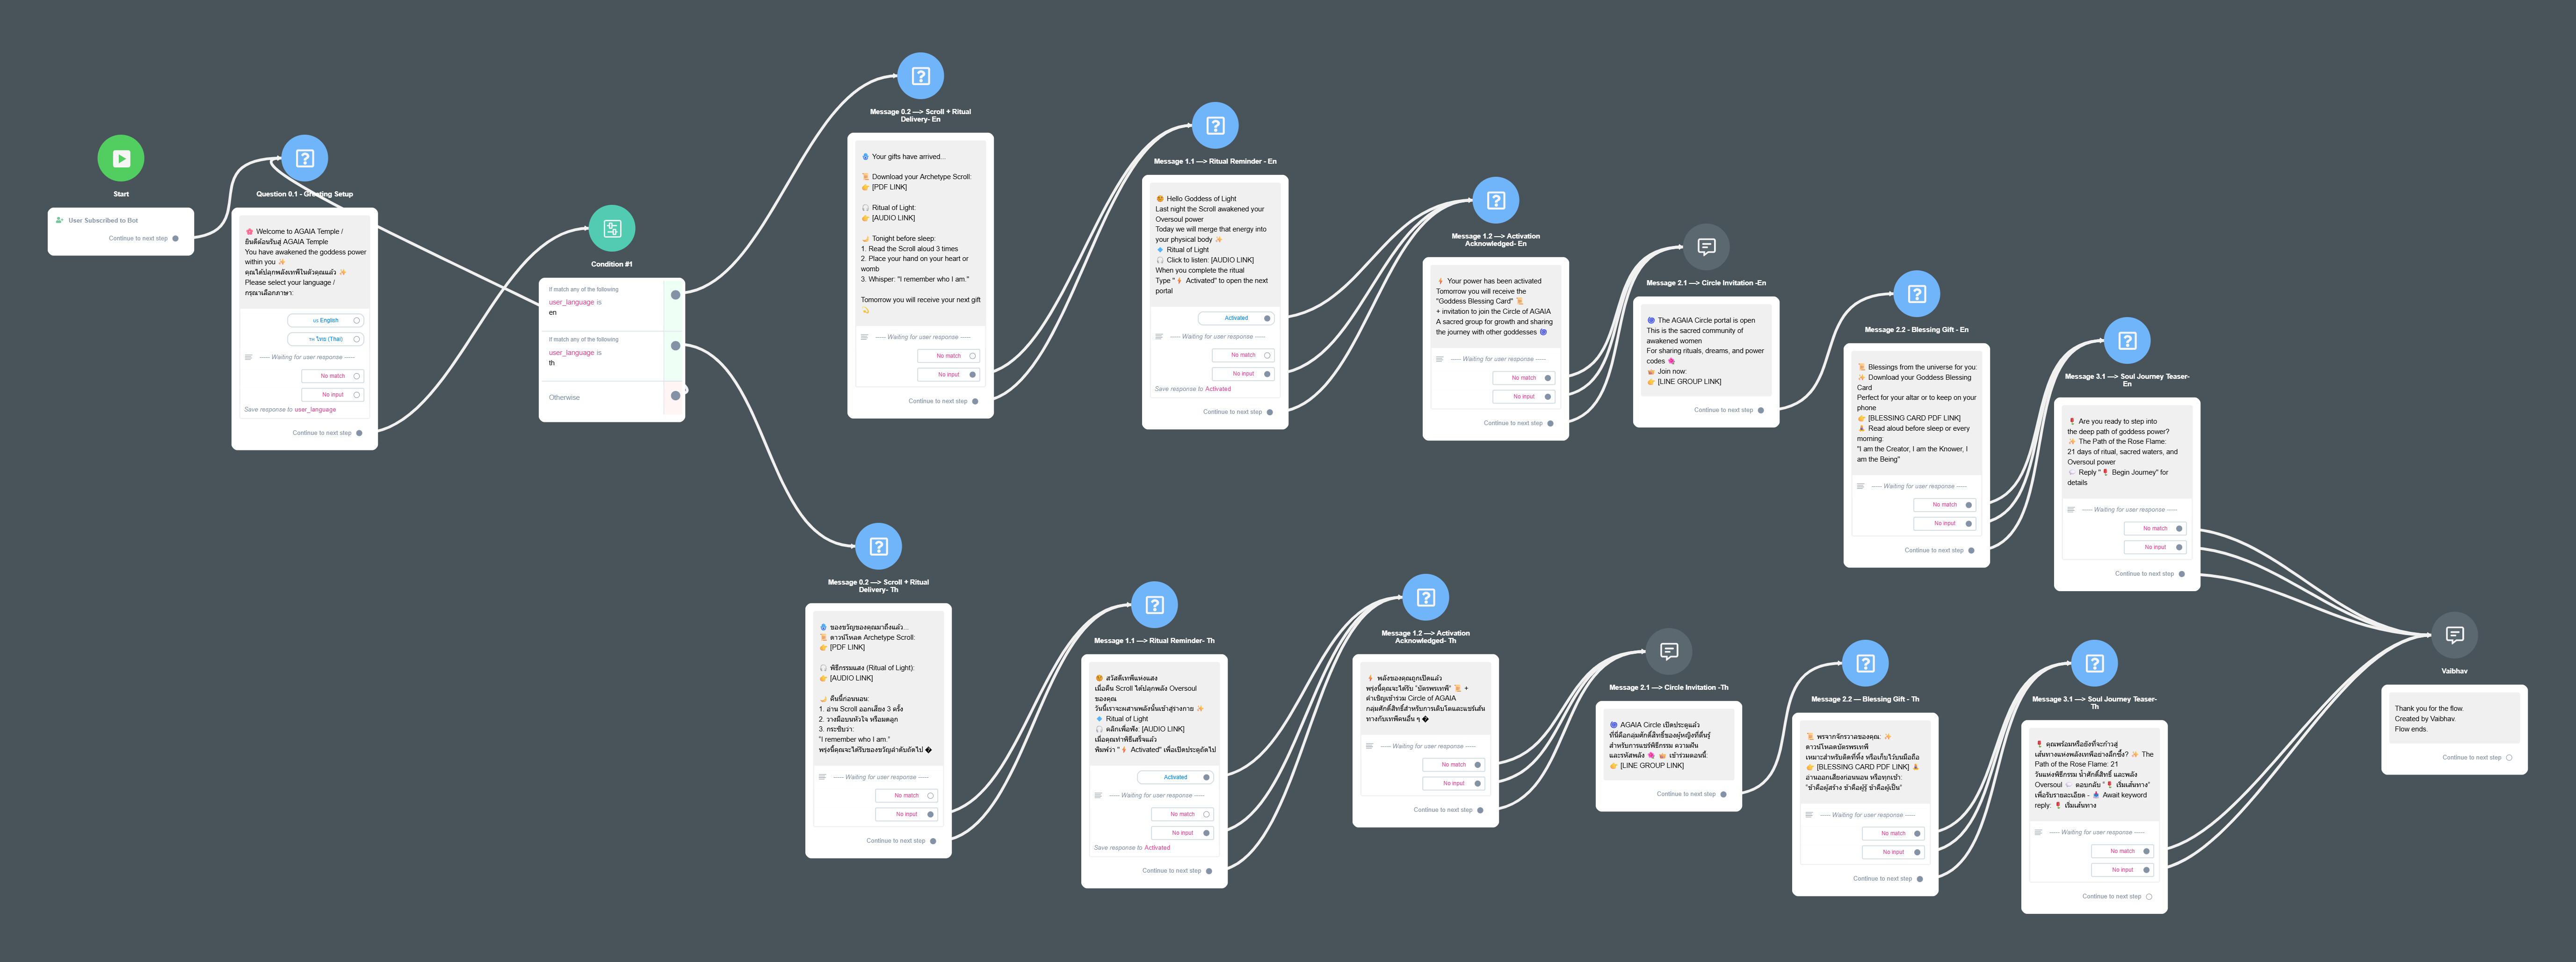 Start
User Subscribed to Bot
Continue to next step
Question 0.1 - Greeting Setup
Welcome to AGAIA Temple /
ยินดีต้อนรับสู่ AGAIA Temple
You have awakened the goddess power
within you ✨
คุณได้ปลุกพลังเทพีในตัวคุณแล้ว ✨
Please select your language /
กรุณาเลือกภาษา:
us English
TH ไทย (Thai)
----- Waiting for user response -----
No match
No input
Save response to user_language
Continue to next step
Condition #1
If match any of the following
user_language is
en
If match any of the following
user_language is
th
Otherwise
Message 0.2 —> Scroll + Ritual
Delivery- En
Your gifts have arrived...
📜 Download your Archetype Scroll:
👉 [PDF LINK]
🎧 Ritual of Light:
👉 [AUDIO LINK]
🌙 Tonight before sleep:
1. Read the Scroll aloud 3 times
2. Place your hand on your heart or
womb
3. Whisper: "I remember who I am."
Tomorrow you will receive your next gift
💫
----- Waiting for user response -----
No match
No input
Continue to next step
Message 1.1 —> Ritual Reminder - En
Hello Goddess of Light
Last night the Scroll awakened your
Oversoul power
Today we will merge that energy into
your physical body ✨
🔹 Ritual of Light
🎧 Click to listen: [AUDIO LINK]
When you complete the ritual
Type " Activated" to open the next
portal
Activated
----- Waiting for user response -----
No match
No input
Save response to Activated
Continue to next step
Message 1.2 —> Activation
Acknowledged- En
Your power has been activated
Tomorrow you will receive the
"Goddess Blessing Card" 📜
+ invitation to join the Circle of AGAIA
A sacred group for growth and sharing
the journey with other goddesses
----- Waiting for user response -----
No match
No input
Continue to next step
Message 2.1 —> Circle Invitation -En
The AGAIA Circle portal is open
This is the sacred community of
awakened women
For sharing rituals, dreams, and power
codes
Join now:
👉 [LINE GROUP LINK]
Continue to next step
Message 2.2 - Blessing Gift - En
📜 Blessings from the universe for you:
✨ Download your Goddess Blessing
Card
Perfect for your altar or to keep on your
phone
👉 [BLESSING CARD PDF LINK]
Read aloud before sleep or every
morning:
"I am the Creator, I am the Knower, I
am the Being"
----- Waiting for user response -----
No match
No input
Continue to next step
Message 3.1 —> Soul Journey Teaser-
En
🌹 Are you ready to step into
the deep path of goddess power?
✨ The Path of the Rose Flame:
21 days of ritual, sacred waters, and
Oversoul power
Reply "🌹 Begin Journey" for
details
----- Waiting for user response -----
No match
No input
Continue to next step
Message 0.2 —> Scroll + Ritual
Delivery- Th
ของขวัญของคุณมาถึงแล้ว...
📜 ดาวน์โหลด Archetype Scroll:
👉 [PDF LINK]
🎧 พิธีกรรมแสง (Ritual of Light):
👉 [AUDIO LINK]
🌙 คืนนี้ก่อนนอน:
1. อ่าน Scroll ออกเสียง 3 ครั้ง
2. วางมือบนหัวใจ หรือมดลูก
3. กระซิบว่า:
"I remember who I am."
พรุ่งนี้คุณจะได้รับของขวัญลำดับถัดไป �
----- Waiting for user response -----
No match
No input
Continue to next step
Message 1.1 —> Ritual Reminder- Th
สวัสดีเทพีแห่งแสง
เมื่อคืน Scroll ได้ปลุกพลัง Oversoul
ของคุณ
วันนี้เราจะผสานพลังนั้นเข้าสู่ร่างกาย ✨
🔹 Ritual of Light
🎧 คลิกเพื่อฟัง: [AUDIO LINK]
เมื่อคุณทำพิธีเสร็จแล้ว
พิมพ์ว่า " Activated" เพื่อเปิดประตูถัดไป
Activated
----- Waiting for user response -----
No match
No input
Save response to Activated
Continue to next step
Message 1.2 —> Activation
Acknowledged- Th
พลังของคุณถูกเปิดแล้ว
พรุ่งนี้คุณจะได้รับ "บัตรพรเทพี" 📜 +
คำเชิญเข้าร่วม Circle of AGAIA
กลุ่มศักดิ์สิทธิ์สำหรับการเติบโตและแชร์เส้น
ทางกับเทพีคนอื่น ๆ �
----- Waiting for user response -----
No match
No input
Continue to next step
Message 2.1 —> Circle Invitation -Th
AGAIA Circle เปิดประตูแล้ว
ที่นี่คือกลุ่มศักดิ์สิทธิ์ของผู้หญิงที่ตื่นรู้
สำหรับการแชร์พิธีกรรม ความฝัน
และรหัสพลัง เข้าร่วมตอนนี้:
👉 [LINE GROUP LINK]
Continue to next step
Message 2.2 — Blessing Gift - Th
📜 พรจากจักรวาลของคุณ: ✨
ดาวน์โหลดบัตรพรเทพี
เหมาะสำหรับติดที่หิ้ง หรือเก็บไว้บนมือถือ
👉 [BLESSING CARD PDF LINK]
อ่านออกเสียงก่อนนอน หรือทุกเช้า:
"ข้าคือผู้สร้าง ข้าคือผู้รู้ ข้าคือผู้เป็น"
----- Waiting for user response -----
No match
No input
Continue to next step
Message 3.1 —> Soul Journey Teaser-
Th
🌹 คุณพร้อมหรือยังที่จะก้าวสู่
เส้นทางแห่งพลังเทพีอย่างลึกซึ้ง? ✨ The
Path of the Rose Flame: 21
วันแห่งพิธีกรรม น้ำศักดิ์สิทธิ์ และพลัง
Oversoul ตอบกลับ "🌹 เริ่มเส้นทาง"
เพื่อรับรายละเอียด - Await keyword
reply: 🌹 เริ่มเส้นทาง
----- Waiting for user response -----
No match
No input
Continue to next step
Vaibhav
Thank you for the flow.
Created by Vaibhav.
Flow ends.
Continue to next step